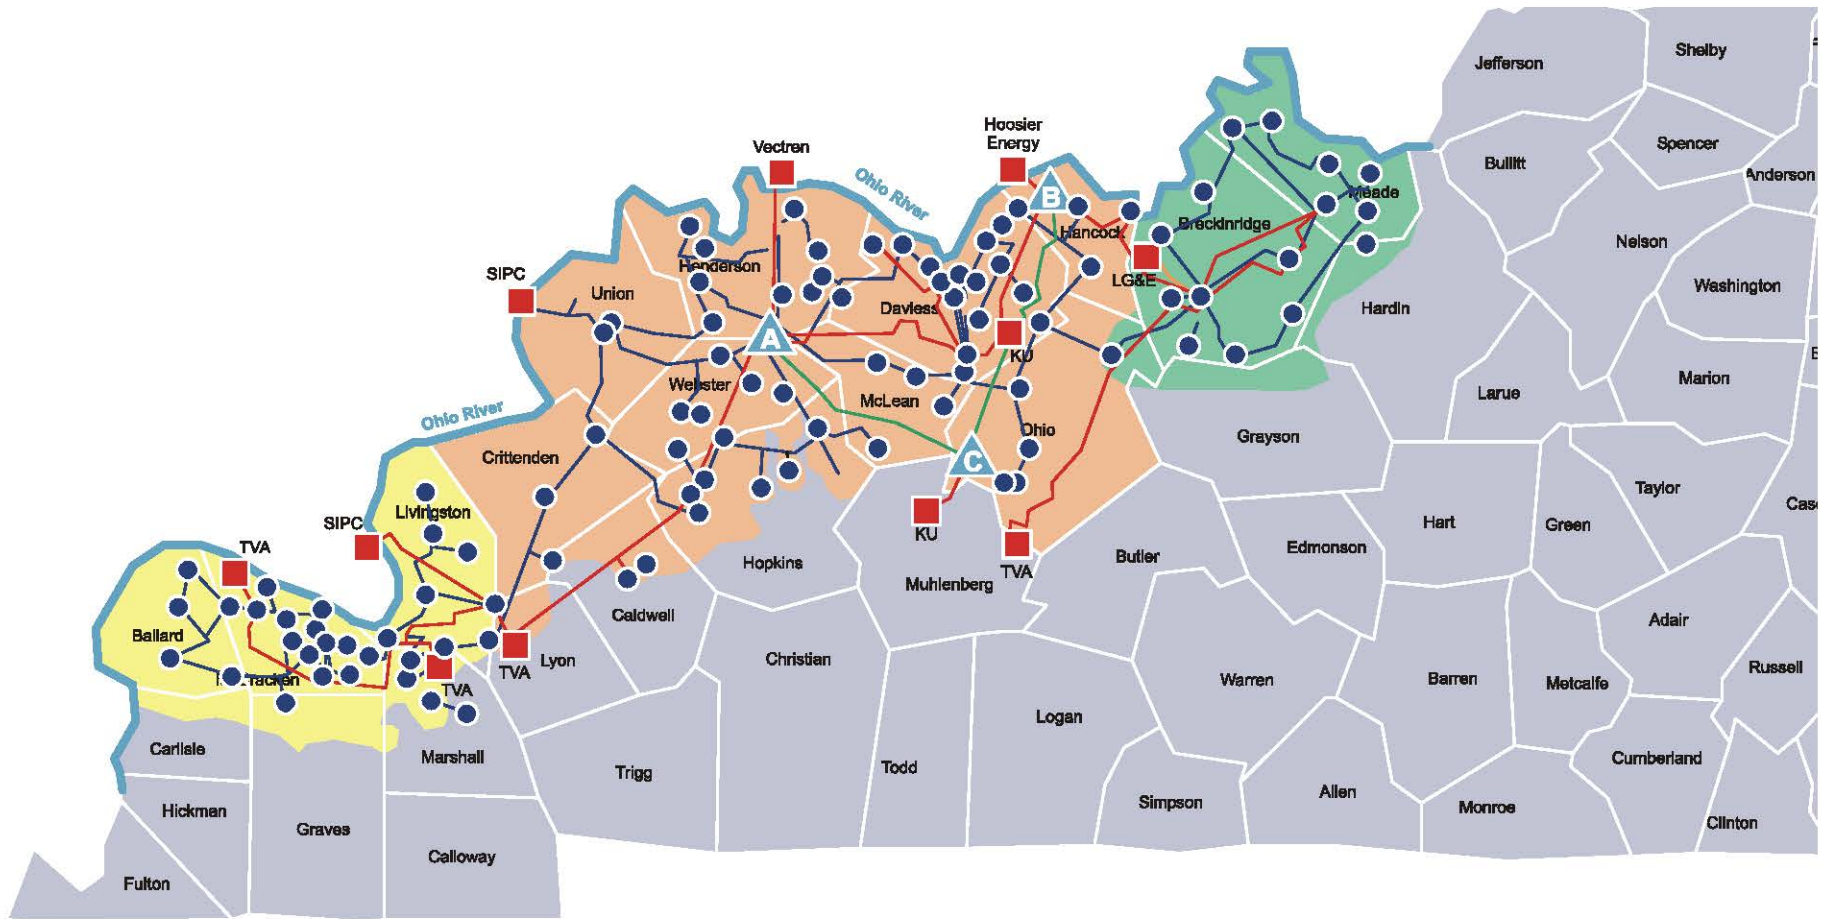 Jefferson
Shelby
Spencer
Bullitt
Anderson
Hoosier
Energy
Vectren
Ohio River
B
Meade
Breckinridge
Hancock
Nelson
Washington
SIPC
Henderson
Union
LG&E
Daviess
Hardin
A
KU
Webster
McLean
Larue
Marion
Ohio River
Ohio
Grayson
Crittenden
C
Livingston
SIPC
KU
Taylor
Hart
Green
TVA
TVA
Butler
Edmonson
Hopkins
Muhlenberg
Caldwell
Adair
Ballard
Lyon
Christian
TVA
TVA
Warren
Barren
Metcalfe
Russell
Carlisle
Marshall
Trigg
Todd
Logan
Cumberland
Hickman
Graves
Simpson
Allen
Monroe
Clinton
Calloway
Fulton